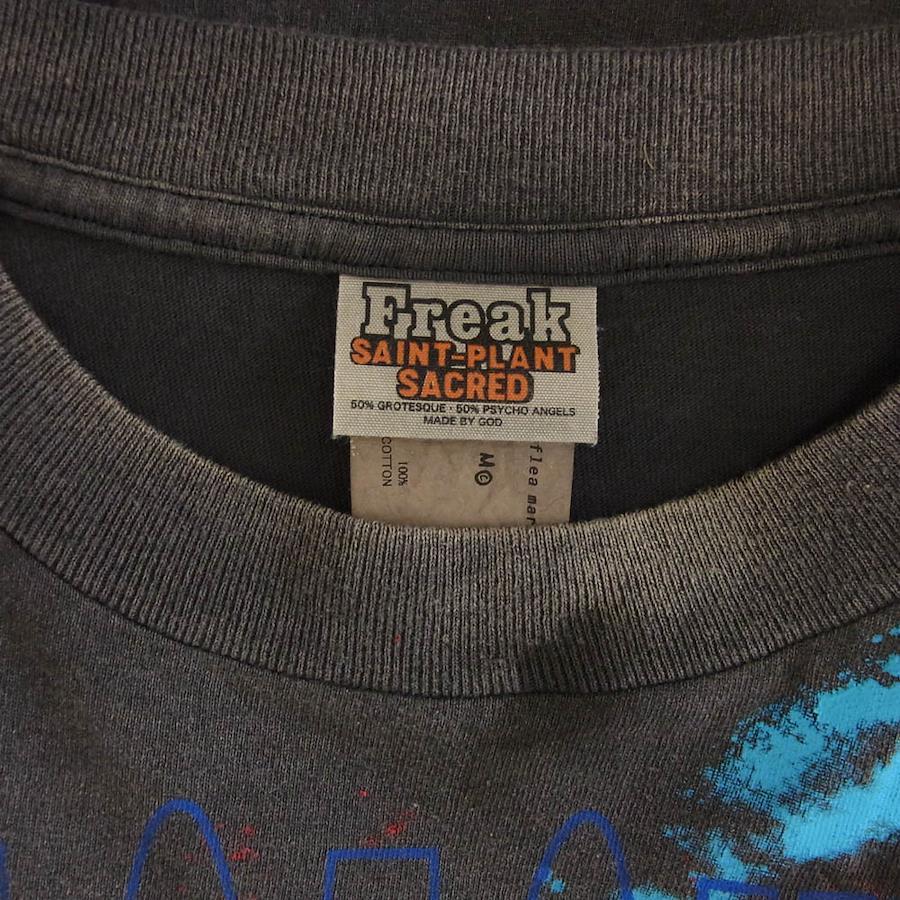 Freak
SAINT=PLANT
SACRED
50% GROTESQUE · 50% PSYCHO ANGELS
MADE BY GOD
100%
COTTON
M©
flea mar